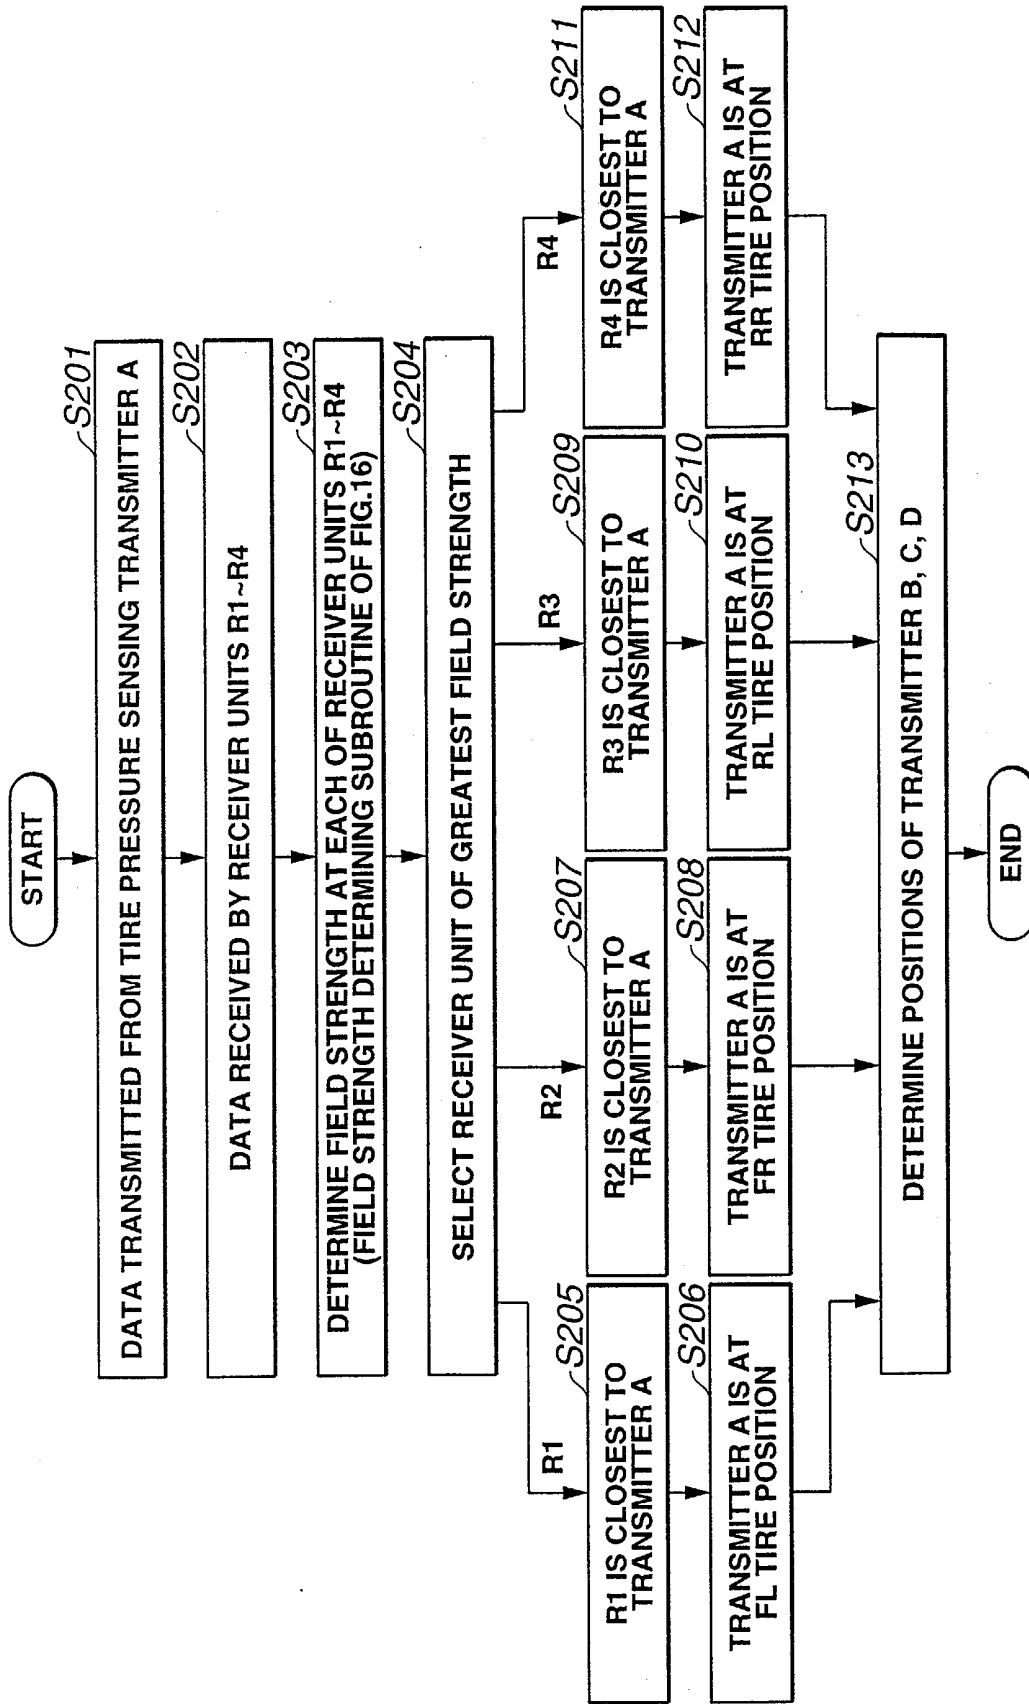 START
S201
DATA TRANSMITTED FROM TIRE PRESSURE SENSING TRANSMITTER A
S202
DATA RECEIVED BY RECEIVER UNITS R1~R4
S203
DETERMINE FIELD STRENGTH AT EACH OF RECEIVER UNITS R1~R4
(FIELD STRENGTH DETERMINING SUBROUTINE OF FIG.16)
S204
SELECT RECEIVER UNIT OF GREATEST FIELD STRENGTH
R1
S205
R1 IS CLOSEST TO
TRANSMITTER A
S206
TRANSMITTER A IS AT
FL TIRE POSITION
R2
S207
R2 IS CLOSEST TO
TRANSMITTER A
S208
TRANSMITTER A IS AT
FR TIRE POSITION
R3
S209
R3 IS CLOSEST TO
TRANSMITTER A
S210
TRANSMITTER A IS AT
RL TIRE POSITION
R4
S211
R4 IS CLOSEST TO
TRANSMITTER A
S212
TRANSMITTER A IS AT
RR TIRE POSITION
S213
DETERMINE POSITIONS OF TRANSMITTER B, C, D
END